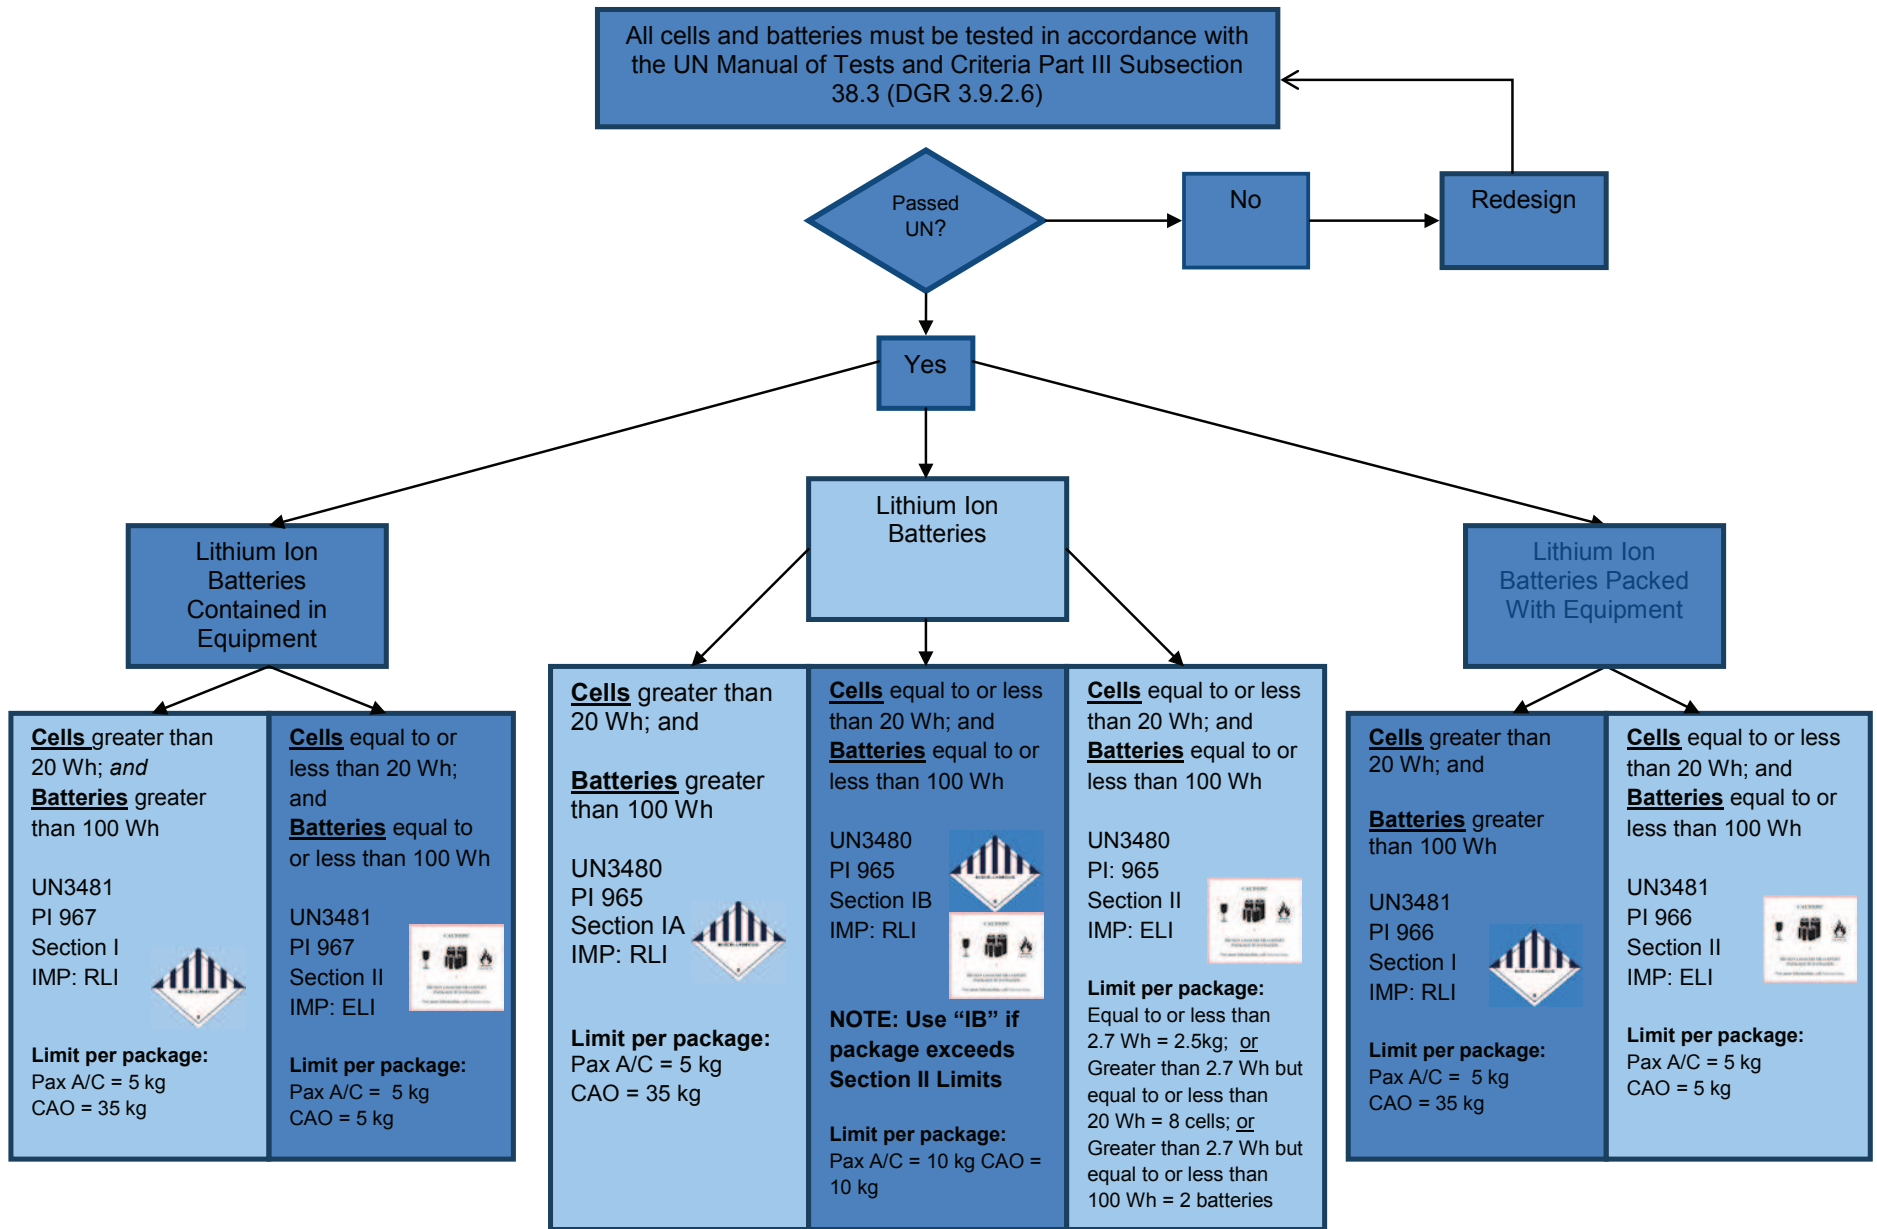 All cells and batteries must be tested in accordance with
the UN Manual of Tests and Criteria Part III Subsection
38.3 (DGR 3.9.2.6)
Passed
UN?
No
Redesign
Yes
Lithium Ion
Batteries
Contained in
Equipment
Lithium Ion
Batteries
Lithium Ion
Batteries Packed
With Equipment
Cells greater than
20 Wh; and
Batteries greater
than 100 Wh
UN3481
PI 967
Section I
IMP: RLI
Limit per package:
Pax A/C = 5 kg
CAO = 35 kg
Cells equal to or
less than 20 Wh;
and
Batteries equal to
or less than 100 Wh
UN3481
PI 967
Section II
IMP: ELI
Limit per package:
Pax A/C = 5 kg
CAO = 5 kg
Cells greater than
20 Wh; and
Batteries greater
than 100 Wh
UN3480
PI 965
Section IA
IMP: RLI
Limit per package:
Pax A/C = 5 kg
CAO = 35 kg
Cells equal to or less
than 20 Wh; and
Batteries equal to or
less than 100 Wh
UN3480
PI 965
Section IB
IMP: RLI
NOTE: Use “IB” if
package exceeds
Section II Limits
Limit per package:
Pax A/C = 10 kg CAO =
10 kg
Cells equal to or less
than 20 Wh; and
Batteries equal to or
less than 100 Wh
UN3480
PI: 965
Section II
IMP: ELI
Limit per package:
Equal to or less than
2.7 Wh = 2.5kg; or
Greater than 2.7 Wh but
equal to or less than
20 Wh = 8 cells; or
Greater than 2.7 Wh but
equal to or less than
100 Wh = 2 batteries
Cells greater than
20 Wh; and
Batteries greater
than 100 Wh
UN3481
PI 966
Section I
IMP: RLI
Limit per package:
Pax A/C = 5 kg
CAO = 35 kg
Cells equal to or less
than 20 Wh; and
Batteries equal to or
less than 100 Wh
UN3481
PI 966
Section II
IMP: ELI
Limit per package:
Pax A/C = 5 kg
CAO = 5 kg